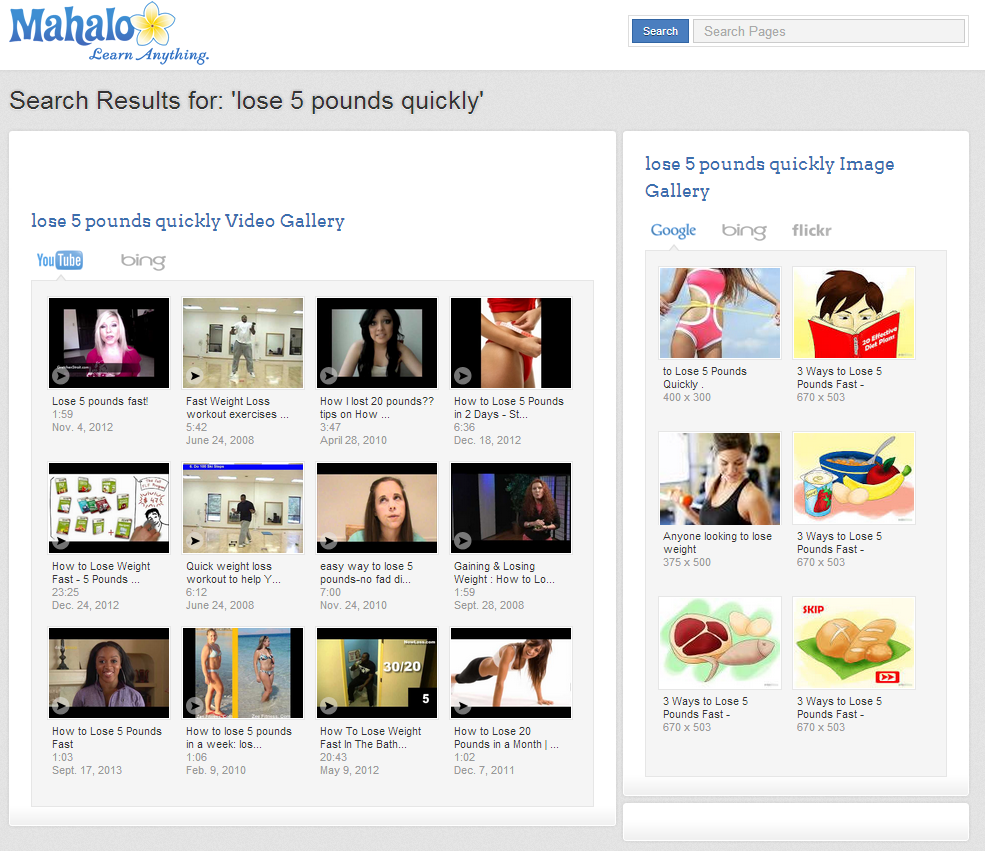 Mahalo
Learn Anything.
Search
Search Pages
Search Results for: 'lose 5 pounds quickly'
lose 5 pounds quickly Video Gallery
YouTube
bing
Lose 5 pounds fast!
1:59
Nov. 4, 2012
Fast Weight Loss
workout exercises ...
5:42
June 24, 2008
How I lost 20 pounds??
tips on How ...
3:47
April 28, 2010
How to Lose 5 Pounds
in 2 Days - St...
6:36
Dec. 18, 2012
How to Lose Weight
Fast - 5 Pounds ...
23:25
Dec. 24, 2012
Quick weight loss
workout to help Y...
6:12
June 24, 2008
easy way to lose 5
pounds-no fad di...
7:00
Nov. 24, 2010
Gaining & Losing
Weight : How to Lo...
1:59
Sept. 28, 2008
How to Lose 5 Pounds
Fast
1:03
Sept. 17, 2013
How to lose 5 pounds
in a week: los...
1:06
Feb. 9, 2010
30/20
5
How To Lose Weight
Fast In The Bath...
20:43
May 9, 2012
How to Lose 20
Pounds in a Month | ...
1:02
Dec. 7, 2011
lose 5 pounds quickly Image
Gallery
Google
bing
flickr
to Lose 5 Pounds
Quickly .
400 x 300
20 Effective
Diet Plans
3 Ways to Lose 5
Pounds Fast -
670 x 503
Anyone looking to lose
weight
375 x 500
3 Ways to Lose 5
Pounds Fast -
670 x 503
3 Ways to Lose 5
Pounds Fast -
670 x 503
SKIP
3 Ways to Lose 5
Pounds Fast -
670 x 503